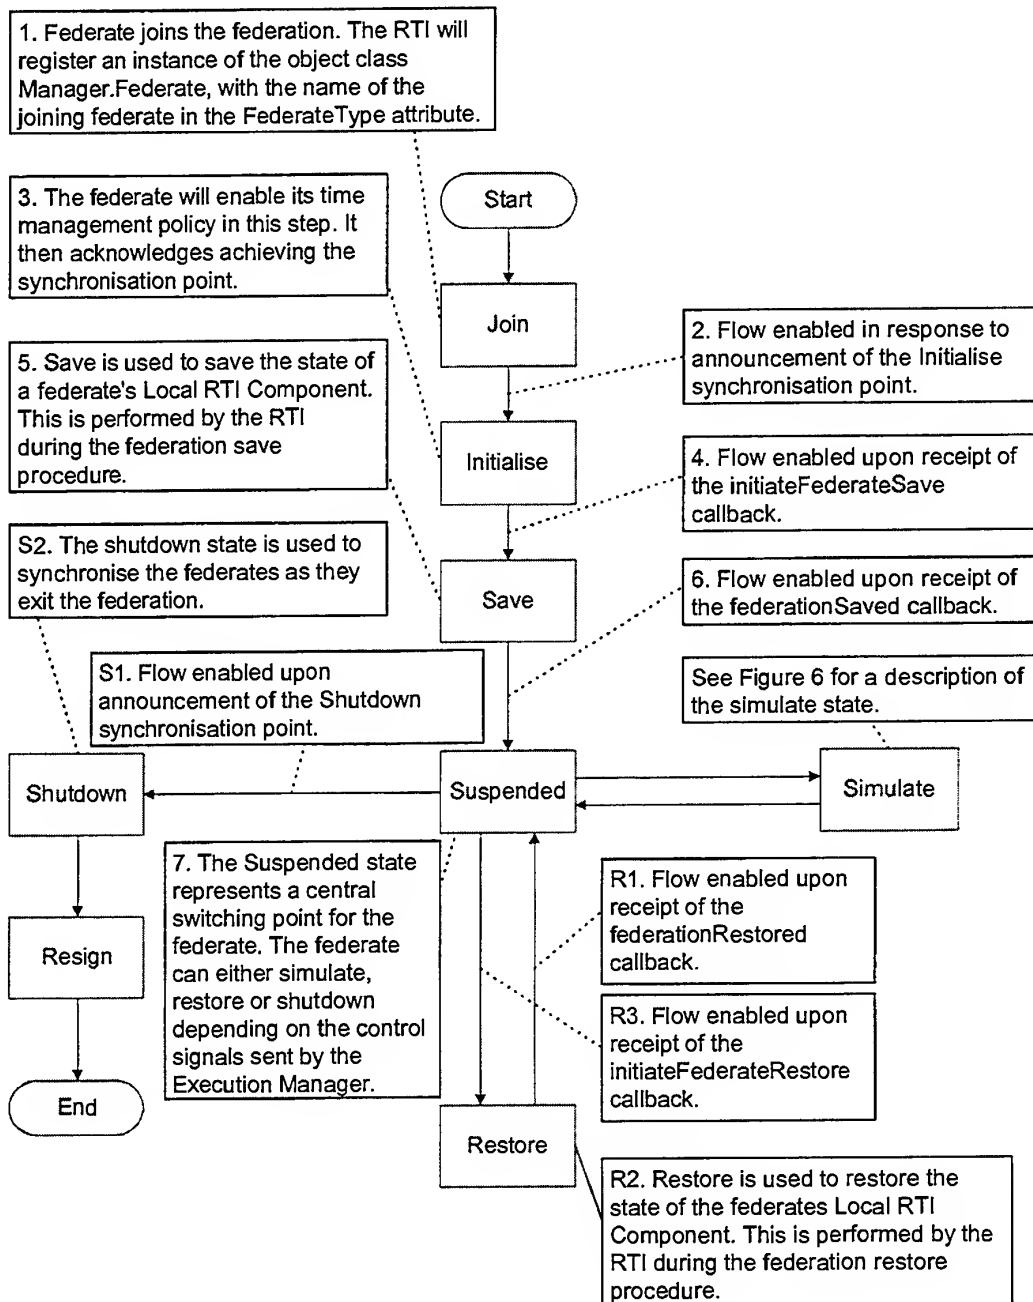 1. Federate joins the federation. The RTI will
register an instance of the object class
Manager.Federate, with the name of the
joining federate in the FederateType attribute.
3. The federate will enable its time
management policy in this step. It
then acknowledges achieving the
synchronisation point.
Start
Join
2. Flow enabled in response to
announcement of the Initialise
synchronisation point.
5. Save is used to save the state of
a federate's Local RTI Component.
This is performed by the RTI
during the federation save
procedure.
Initialise
4. Flow enabled upon receipt of
the initiateFederateSave
callback.
S2. The shutdown state is used to
synchronise the federates as they
exit the federation.
Save
6. Flow enabled upon receipt of
the federationSaved callback.
S1. Flow enabled upon
announcement of the Shutdown
synchronisation point.
See Figure 6 for a description of
the simulate state.
Shutdown
Suspended
Simulate
7. The Suspended state
represents a central
switching point for the
federate. The federate
can either simulate,
restore or shutdown
depending on the control
signals sent by the
Execution Manager.
R1. Flow enabled upon
receipt of the
federationRestored
callback.
Resign
R3. Flow enabled upon
receipt of the
initiateFederateRestore
callback.
End
Restore
R2. Restore is used to restore the
state of the federates Local RTI
Component. This is performed by the
RTI during the federation restore
procedure.